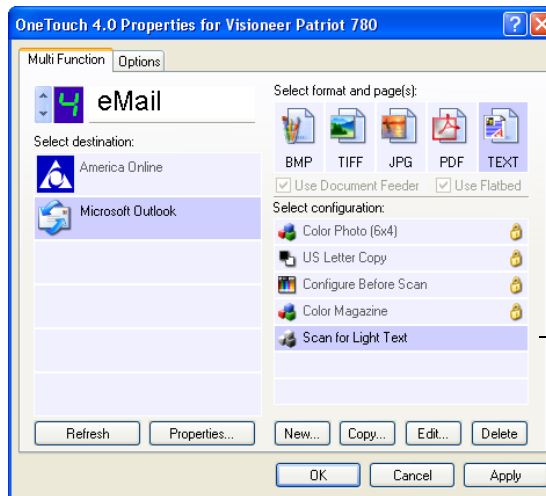 OneTouch 4.0 Properties for Visioneer Patriot 780
Multi Function
Options
4
eMail
Select destination:
America Online
Microsoft Outlook
Refresh
Properties...
Select format and page(s):
BMP
TIFF
JPG
PDF
TEXT
Use Document Feeder
Use Flatbed
Select configuration:
Color Photo (6x4)
US Letter Copy
Configure Before Scan
Color Magazine
Scan for Light Text
New...
Copy...
Edit...
Delete
OK
Cancel
Apply